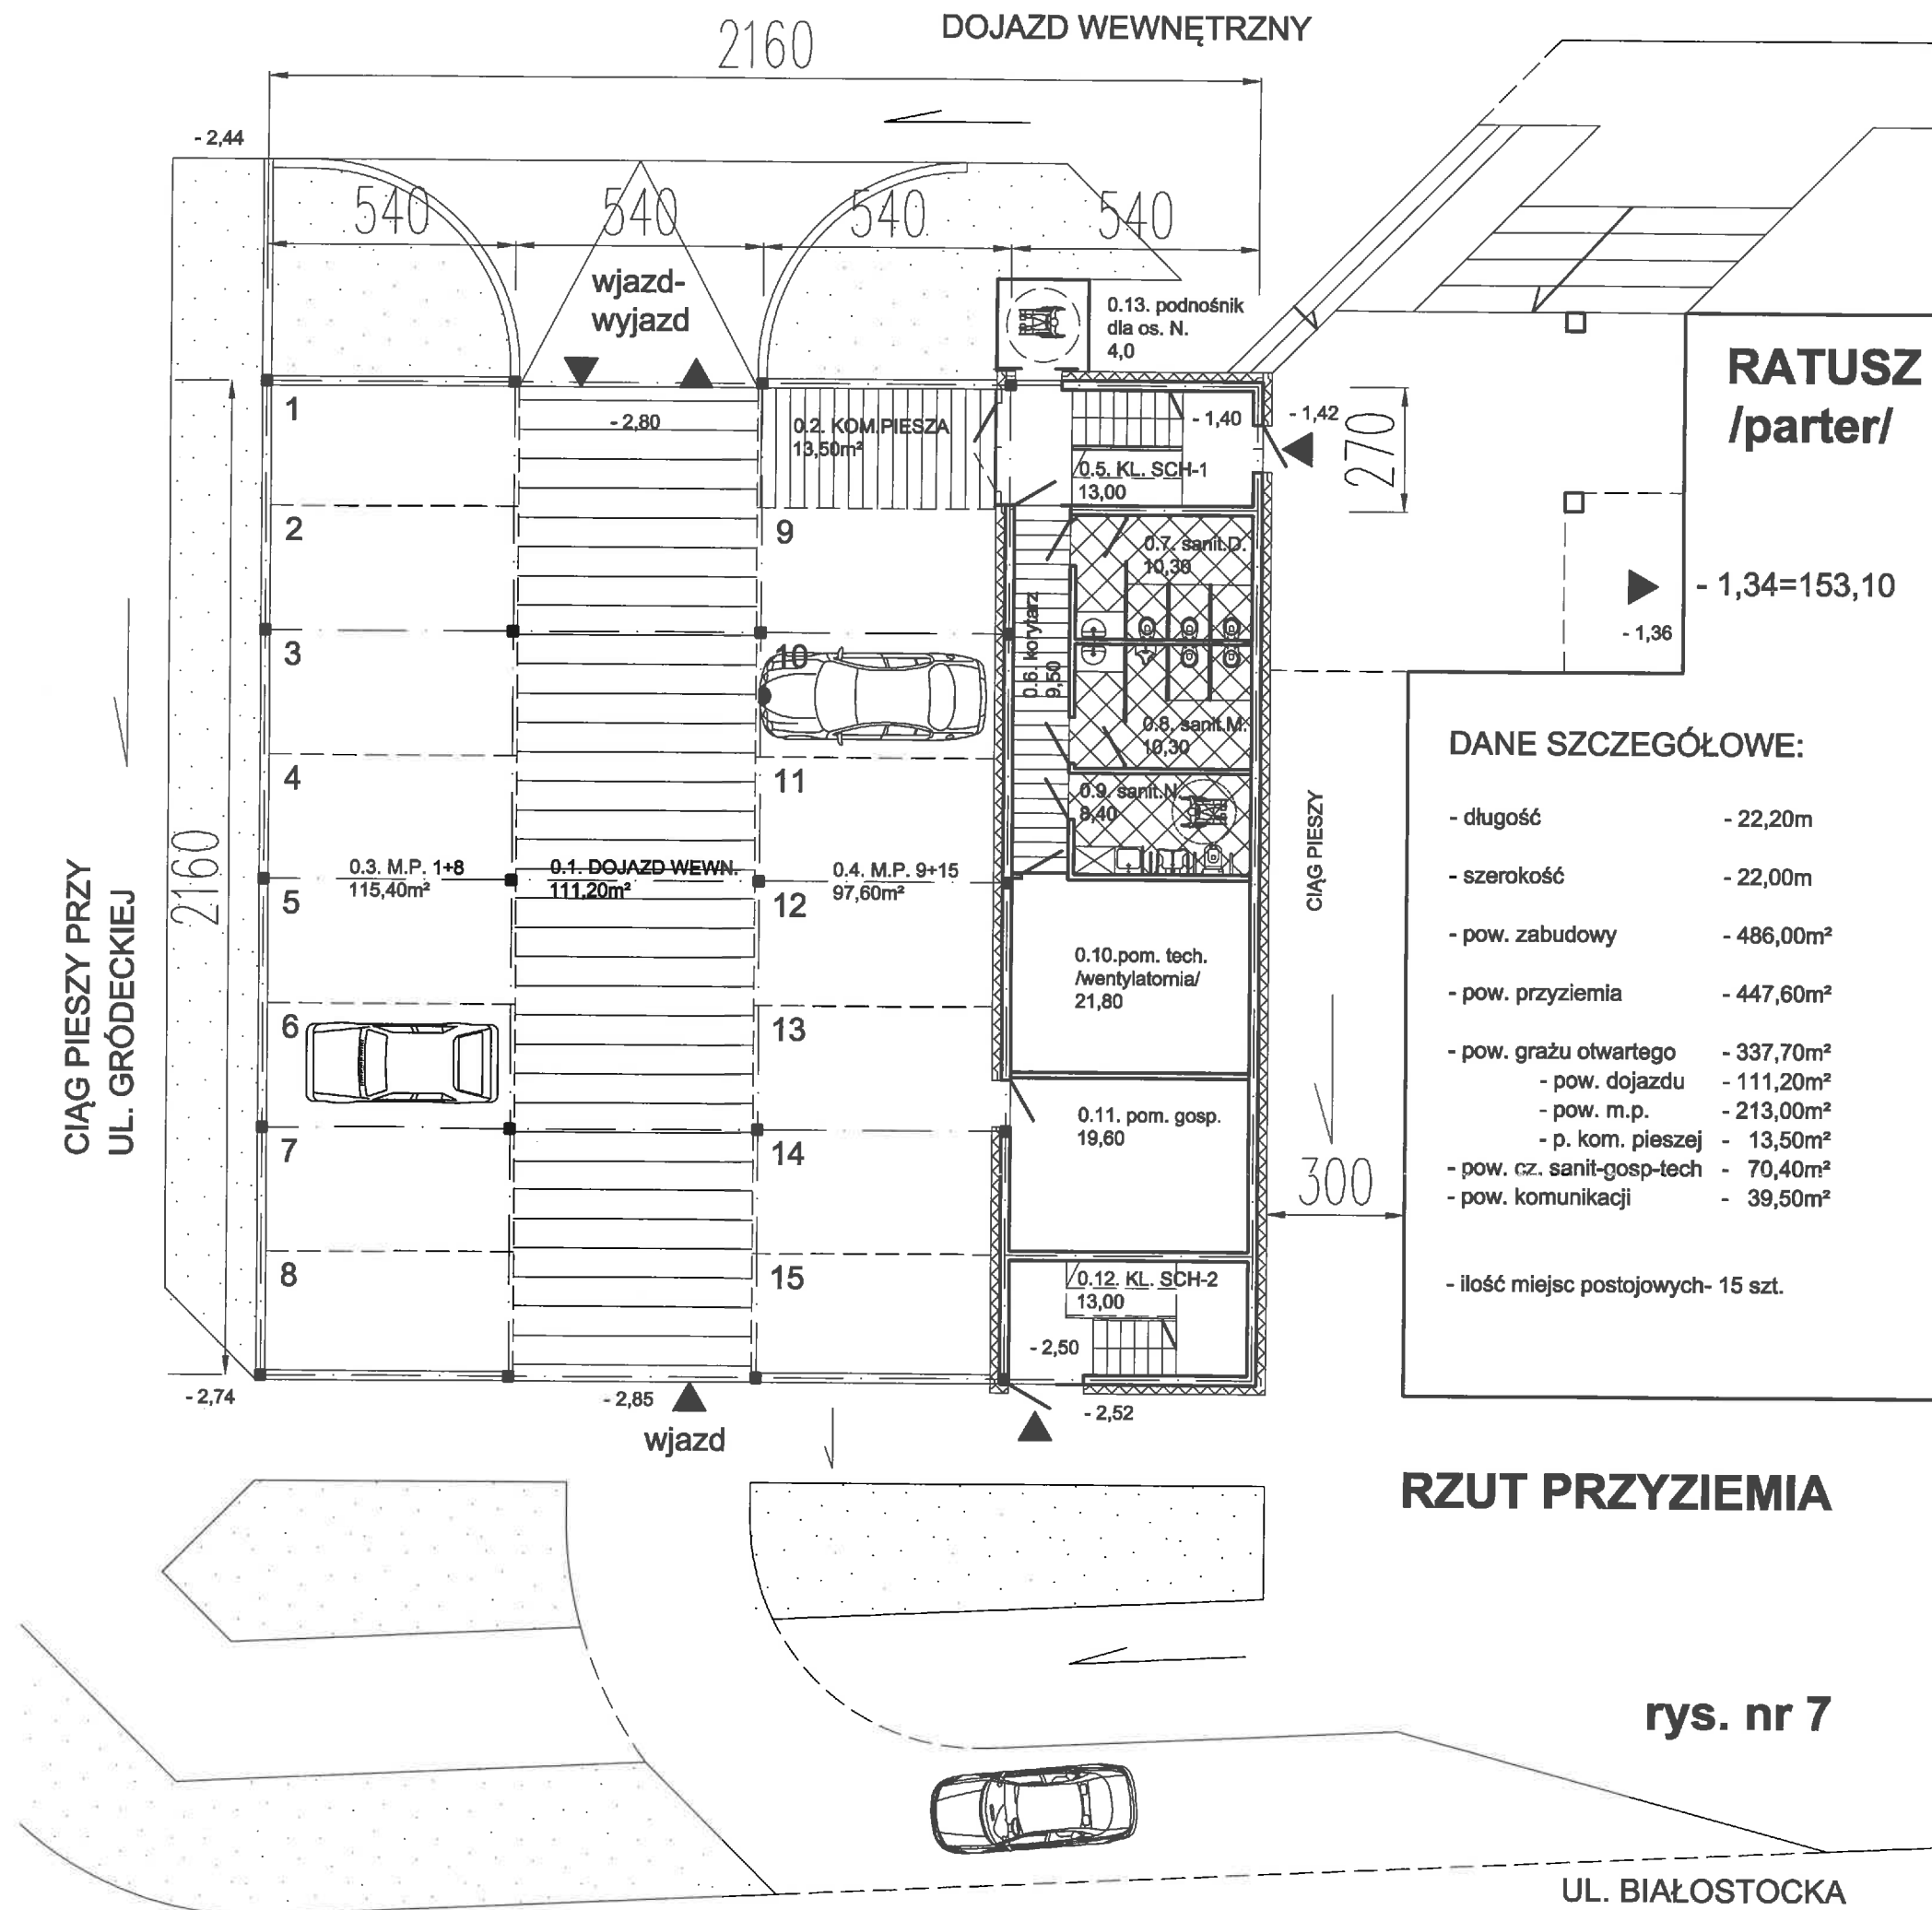 DOJAZD WEWNĘTRZNY
2160
- 2,44
540
540
540
540
wjazd-
wyjazd
0.13. podnośnik
dla os. N.
4,0
RATUSZ
/parter/
1
- 2,80
0.2. KOM.PIESZA
13,50m²
- 1,40
- 1,42
270
0.5. KL. SCH-1
13,00
2
9
0.7. sanit.D.
10,30
- 1,34=153,10
- 1,36
3
10
0.6. korytarz
9,50
0.8. sanit.M.
10,30
4
11
0.9. sanit.N.
8,40
CIĄG PIESZY
CIĄG PIESZY PRZY
UL. GRÓDECKIEJ
2160
0.3. M.P. 1+8
115,40m²
0.1. DOJAZD WEWN.
111,20m²
0.4. M.P. 9+15
97,60m²
5
12
0.10.pom. tech.
/wentylatornia/
21,80
6
13
0.11. pom. gosp.
19,60
7
14
300
8
15
0.12. KL. SCH-2
13,00
- 2,50
- 2,74
- 2,85
wjazd
- 2,52
DANE SZCZEGÓŁOWE:
- długość - 22,20m
- szerokość - 22,00m
- pow. zabudowy - 486,00m²
- pow. przyziemia - 447,60m²
- pow. grażu otwartego - 337,70m²
- pow. dojazdu - 111,20m²
- pow. m.p. - 213,00m²
- p. kom. pieszej - 13,50m²
- pow. cz. sanit-gosp-tech - 70,40m²
- pow. komunikacji - 39,50m²
- ilość miejsc postojowych- 15 szt.
RZUT PRZYZIEMIA
rys. nr 7
UL. BIAŁOSTOCKA